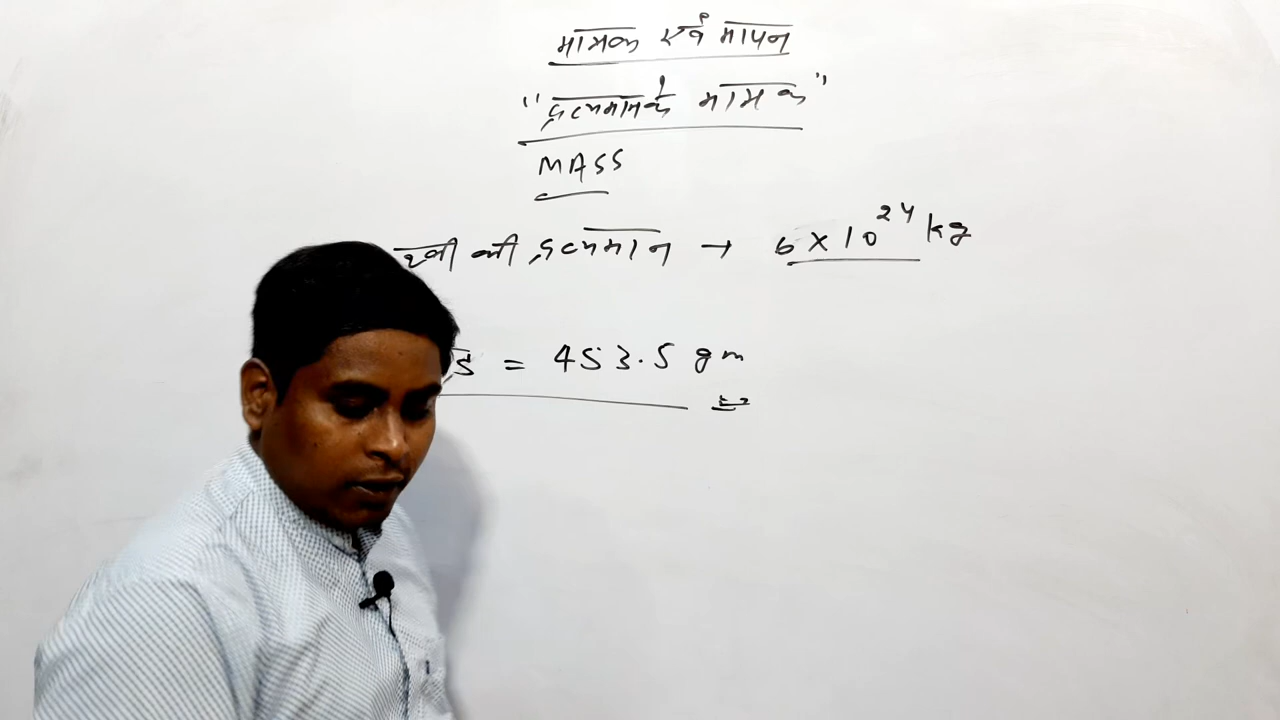 मात्रक एवं मापन
"द्रव्यमान के मात्रक"
MASS
की द्रव्यमान → 6 × 10²⁴ kg
= 453.5 gm